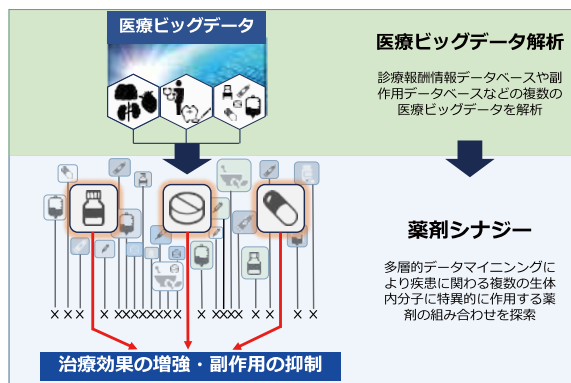 医療ビッグデータ
医療ビッグデータ解析
診療報酬情報データベースや副
作用データベースなどの複数の
医療ビッグデータを解析
薬剤シナジー
多層的データマイニンングに
より疾患に関わる複数の生体
内分子に特異的に作用する薬
剤の組み合わせを探索
x x x x x x x x x x x x x x x x
治療効果の増強・副作用の抑制